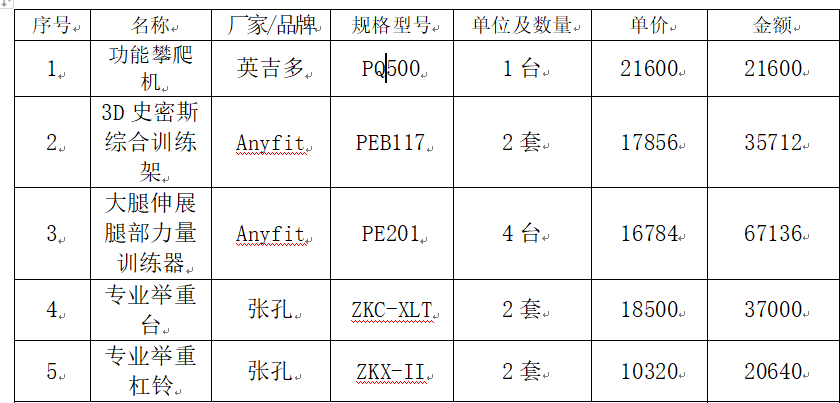 序号 名称 厂家/品牌 规格型号 单位及数量 单价 金额
1 功能攀爬机 英吉多 PQ500 1台 21600 21600
2 3D史密斯综合训练架 Anyfit PEB117 2套 17856 35712
3 大腿伸展腿部力量训练器 Anyfit PE201 4台 16784 67136
4 专业举重台 张孔 ZKC-XLT 2套 18500 37000
5 专业举重杠铃 张孔 ZKX-II 2套 10320 20640